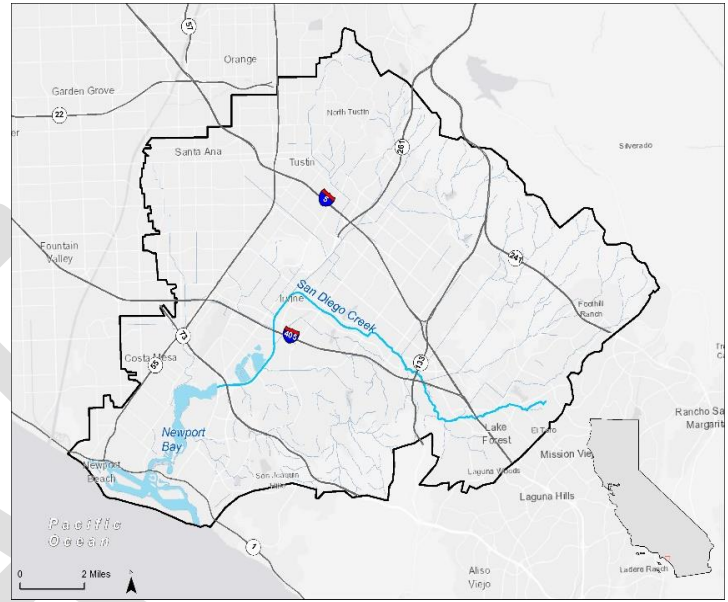 57
Orange
Garden Grove
22
North Tustin
261
Silverado
Santa Ana
Tustin
5
Fountain
Valley
241
San Diego Creek
Irvine
Foothill
Ranch
405
73
Costa Mesa
55
133
Newport
Bay
Lake
Forest
El Toro
Rancho Sa
Margarit
Mission Vie
Newport
Beach
San Joaquin
Laguna Woods
Laguna Hills
Pacific
Ocean
1
0 2 Miles
Aliso
Viejo
Ladera Ranch